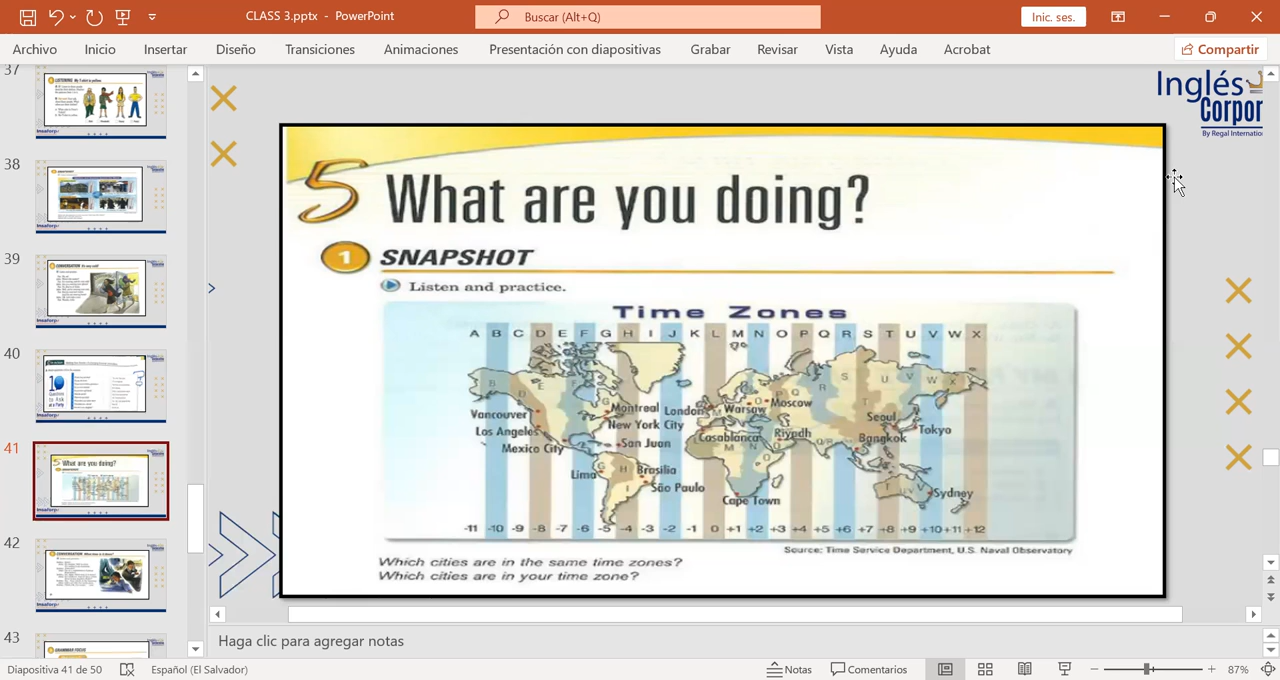 CLASS 3.pptx - PowerPoint
Buscar (Alt+Q)
Inic. ses.
Archivo Inicio Insertar Diseño Transiciones Animaciones Presentación con diapositivas Grabar Revisar Vista Ayuda Acrobat Compartir
37
38
39
40
41
42
43
Inglés
Corpor
By Regal Internatio
5 What are you doing?
1 SNAPSHOT
Listen and practice.
Time Zones
A B C D E F G H I J K L M N O P Q R S T U V W X
Vancouver
Montreal
London
Warsaw
Moscow
Los Angeles
New York City
Casablanca
Riyadh
Seoul
Tokyo
Mexico City
San Juan
Bangkok
Lima
Brasilia
São Paulo
Cape Town
Sydney
-11 -10 -9 -8 -7 -6 -5 -4 -3 -2 -1 0 +1 +2 +3 +4 +5 +6 +7 +8 +9 +10 +11 +12
Source: Time Service Department, U.S. Naval Observatory
Which cities are in the same time zones?
Which cities are in your time zone?
Haga clic para agregar notas
Diapositiva 41 de 50 Español (El Salvador) Notas Comentarios 87%